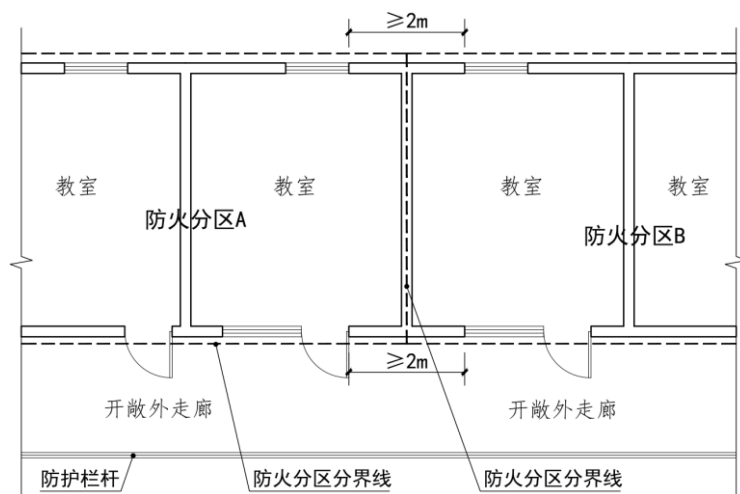 ≥2m
教室
教室
教室
教室
防火分区A
防火分区B
≥2m
开敞外走廊
开敞外走廊
防护栏杆
防火分区分界线
防火分区分界线